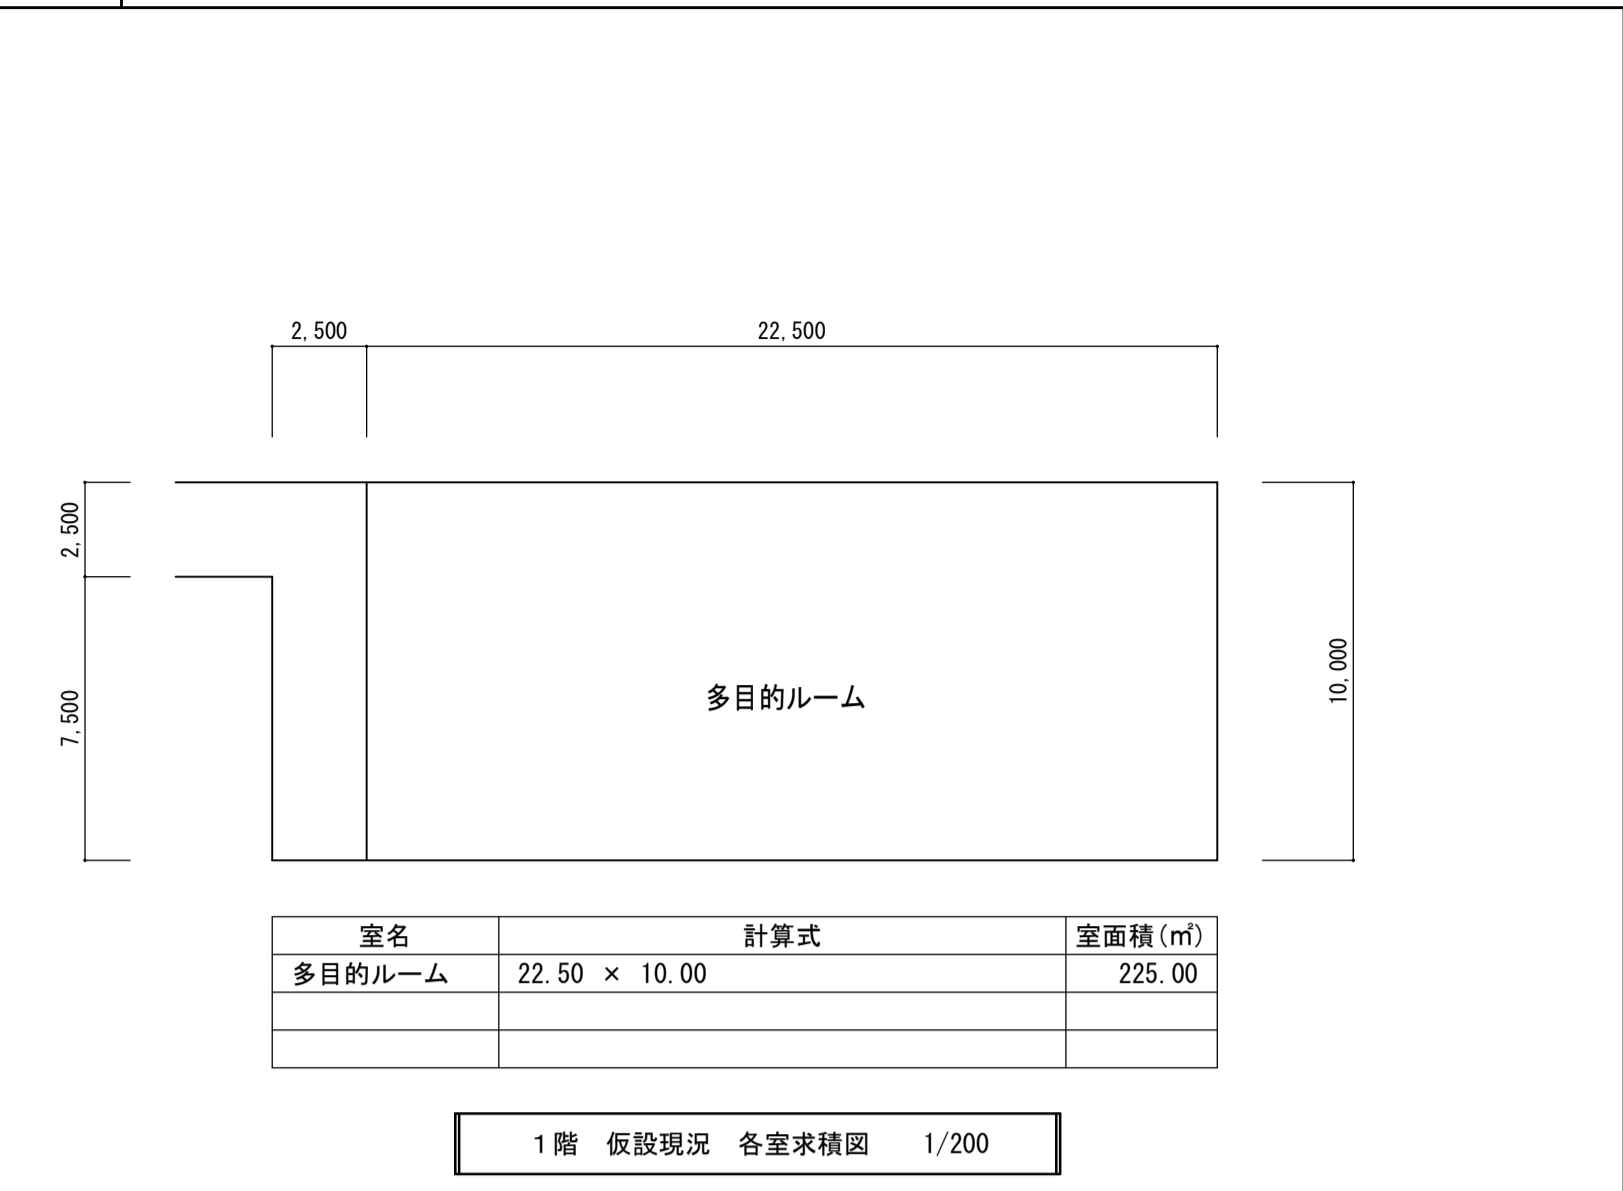 2,500
22,500
2,500
7,500
多目的ルーム
10,000
室名 計算式 室面積(㎡)
多目的ルーム 22.50 × 10.00 225.00
1階 仮設現況 各室求積図 1/200